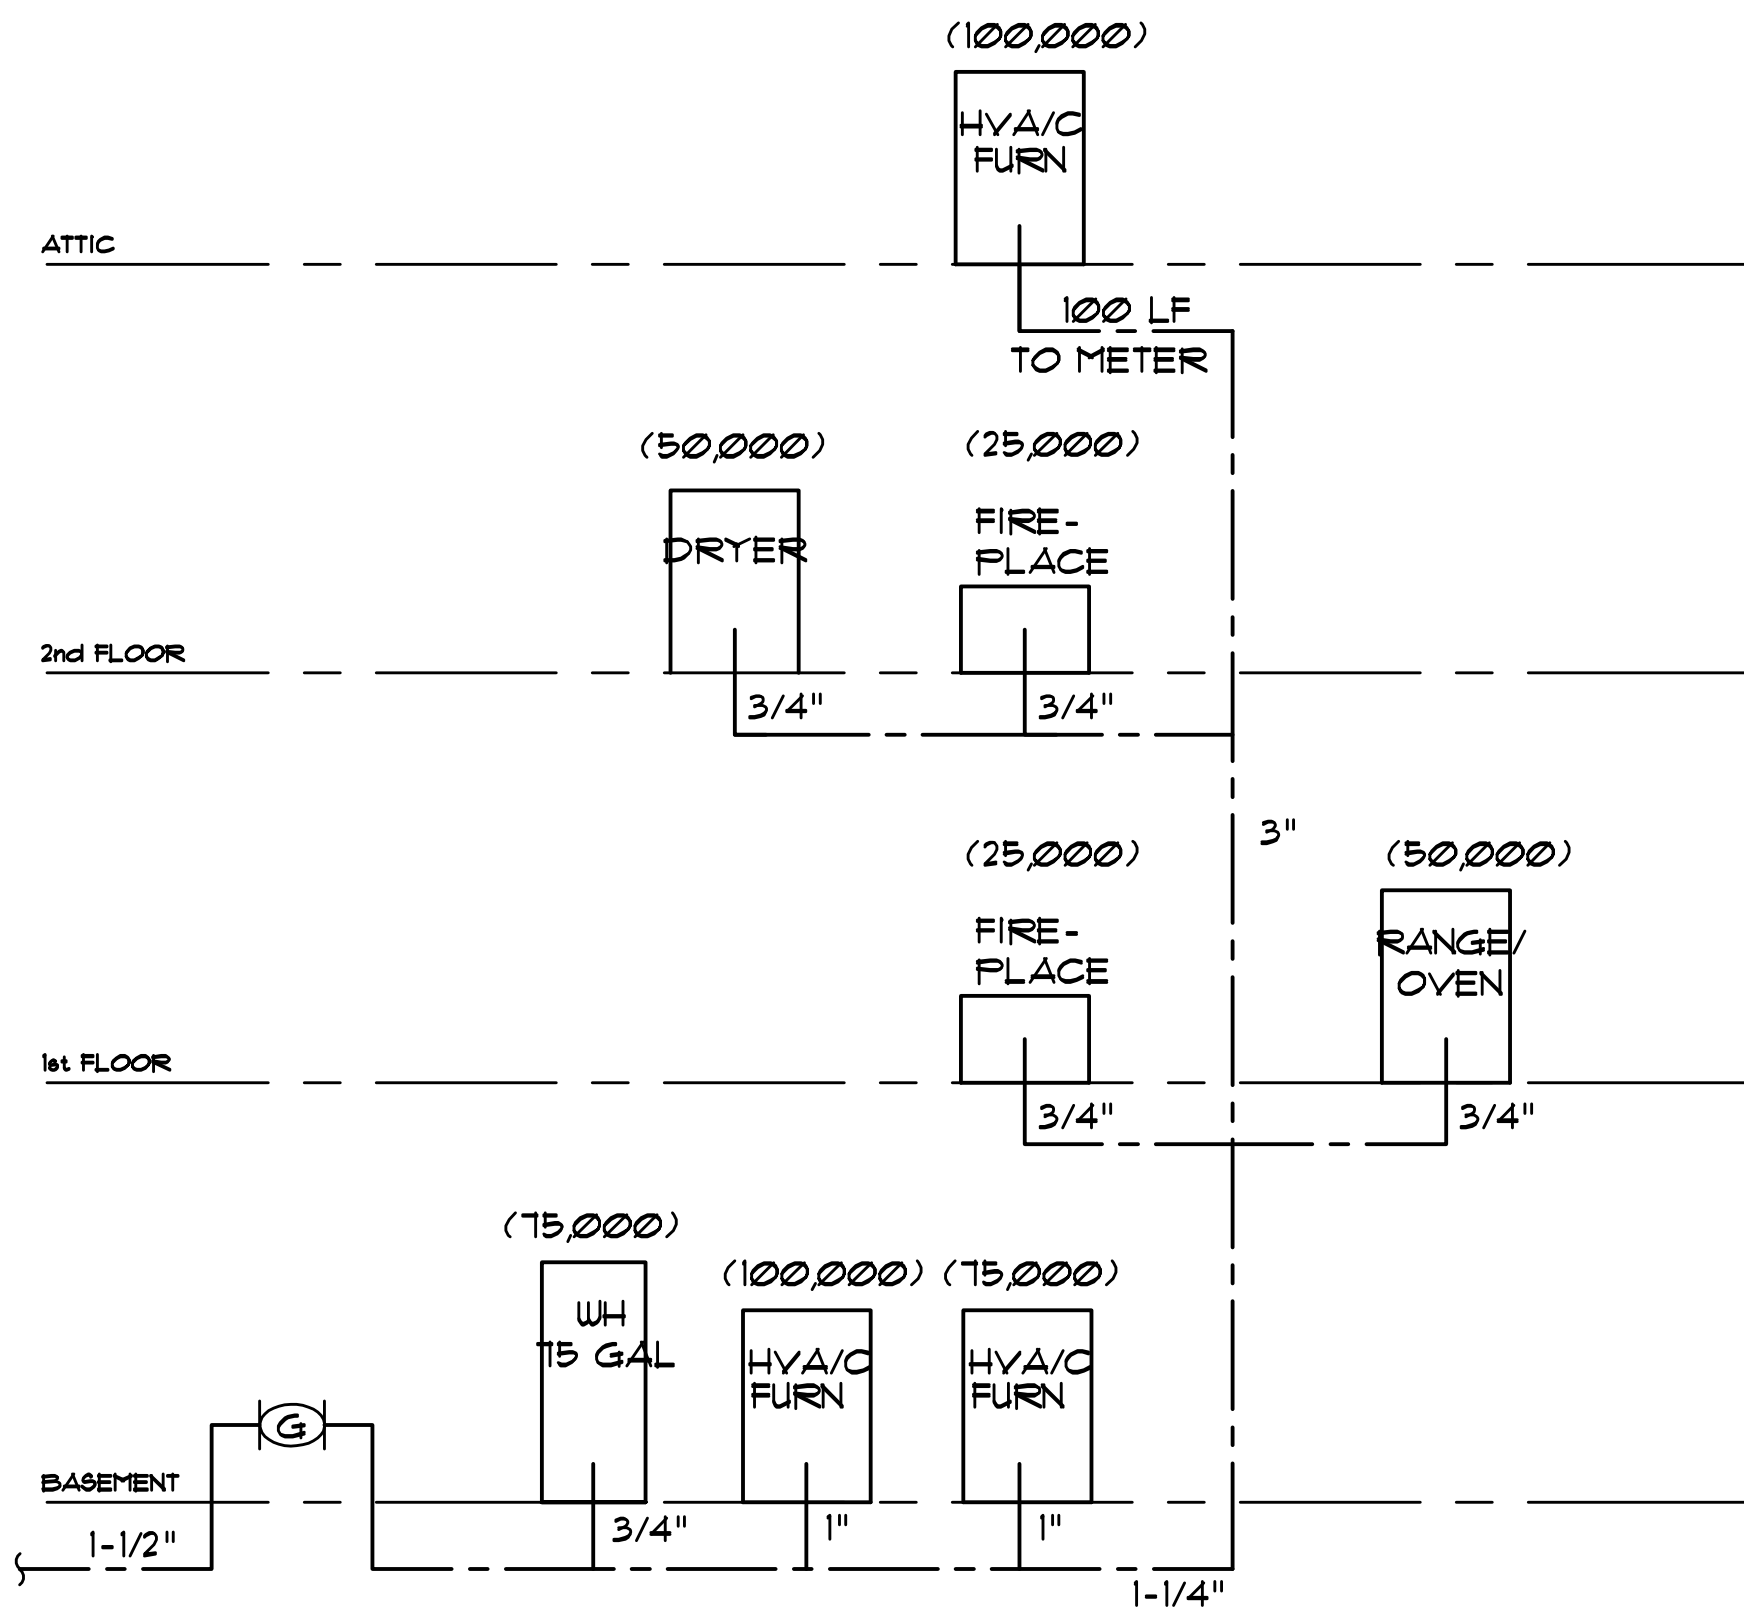 (100,000)
HVA/C
FURN
ATTIC
100 LF
TO METER
(50,000)
(25,000)
DRYER
FIRE-
PLACE
2nd FLOOR
3/4"
3/4"
3"
(25,000)
(50,000)
FIRE-
PLACE
RANGE/
OVEN
1st FLOOR
3/4"
3/4"
(75,000)
(100,000)
(75,000)
WH
75 GAL
HVA/C
FURN
HVA/C
FURN
G
BASEMENT
1-1/2"
3/4"
1"
1"
1-1/4"